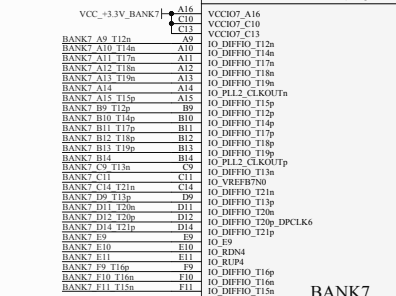 VCC_+3.3V_BANK7 A16 VCCIO7_A16
C10 VCCIO7_C10
C13 VCCIO7_C13
BANK7_A9_T12n A9 IO_DIFFIO_T12n
BANK7_A10_T14n A10 IO_DIFFIO_T14n
BANK7_A11_T17n A11 IO_DIFFIO_T17n
BANK7_A12_T18n A12 IO_DIFFIO_T18n
BANK7_A13_T19n A13 IO_DIFFIO_T19n
BANK7_A14 A14 IO_PLL2_CLKOUTn
BANK7_A15_T15p A15 IO_DIFFIO_T15p
BANK7_B9_T12p B9 IO_DIFFIO_T12p
BANK7_B10_T14p B10 IO_DIFFIO_T14p
BANK7_B11_T17p B11 IO_DIFFIO_T17p
BANK7_B12_T18p B12 IO_DIFFIO_T18p
BANK7_B13_T19p B13 IO_DIFFIO_T19p
BANK7_B14 B14 IO_PLL2_CLKOUTp
BANK7_C9_T13n C9 IO_DIFFIO_T13n
BANK7_C11 C11 IO_VREFB7N0
BANK7_C14_T21n C14 IO_DIFFIO_T21n
BANK7_D9_T13p D9 IO_DIFFIO_T13p
BANK7_D11_T20n D11 IO_DIFFIO_T20n
BANK7_D12_T20p D12 IO_DIFFIO_T20p_DPCLK6
BANK7_D14_T21p D14 IO_DIFFIO_T21p
BANK7_E9 E9 IO_E9
BANK7_E10 E10 IO_RDN4
BANK7_E11 E11 IO_RUP4
BANK7_F9_T16p F9 IO_DIFFIO_T16p
BANK7_F10_T16n F10 IO_DIFFIO_T16n
BANK7_F11_T15n F11 IO_DIFFIO_T15n
BANK7